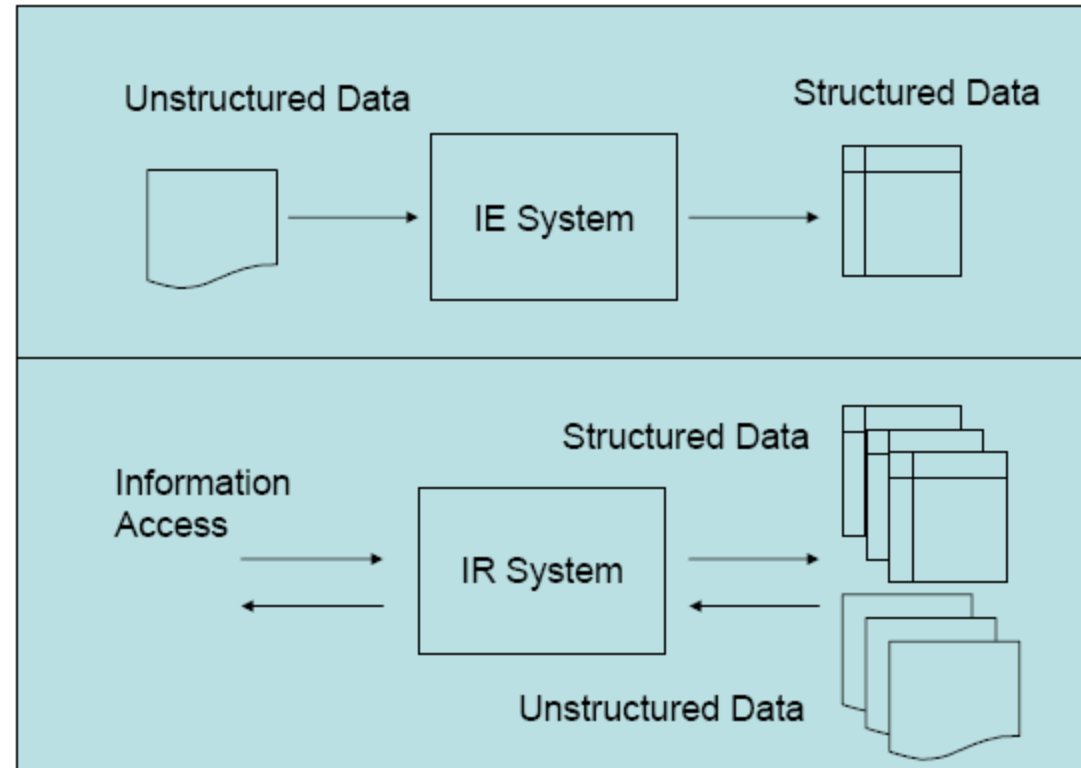 Unstructured Data
Structured Data
IE System
Structured Data
Information
Access
IR System
Unstructured Data